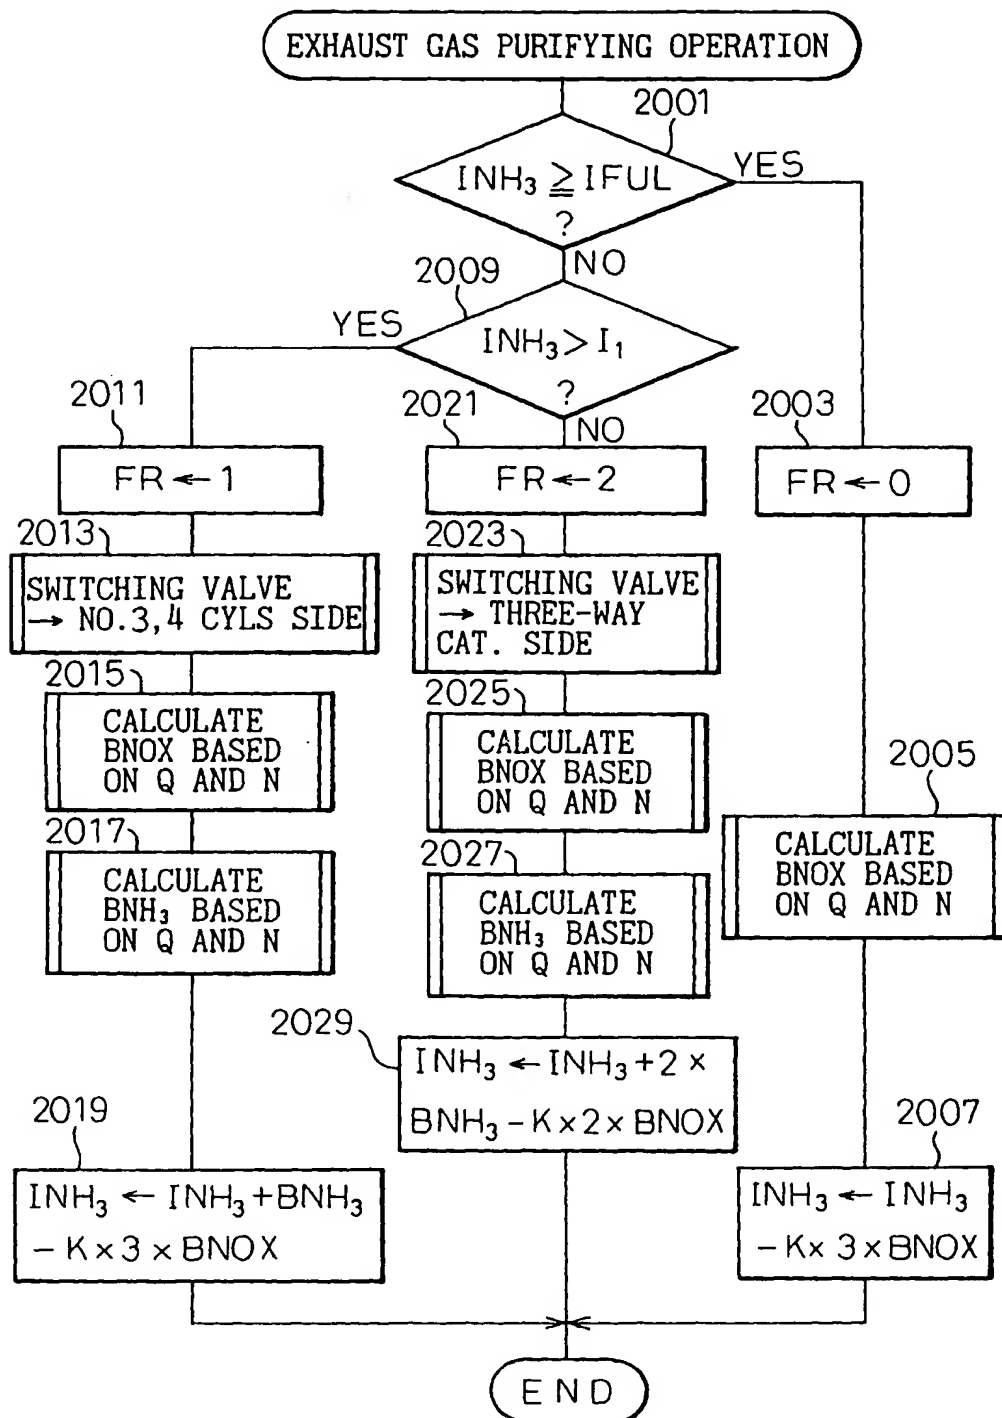 EXHAUST GAS PURIFYING OPERATION
2001
INH₃ ≧ IFUL
?
YES
NO
2009
INH₃ > I₁
?
YES
NO
2011
FR ← 1
2021
FR ← 2
2003
FR ← 0
2013
SWITCHING VALVE
→ NO.3,4 CYLS SIDE
2023
SWITCHING VALVE
→ THREE-WAY
CAT. SIDE
2015
CALCULATE
BNOX BASED
ON Q AND N
2025
CALCULATE
BNOX BASED
ON Q AND N
2005
CALCULATE
BNOX BASED
ON Q AND N
2017
CALCULATE
BNH₃ BASED
ON Q AND N
2027
CALCULATE
BNH₃ BASED
ON Q AND N
2029
INH₃ ← INH₃ + 2 ×
BNH₃ - K × 2 × BNOX
2019
INH₃ ← INH₃ + BNH₃
- K × 3 × BNOX
2007
INH₃ ← INH₃
- K × 3 × BNOX
END